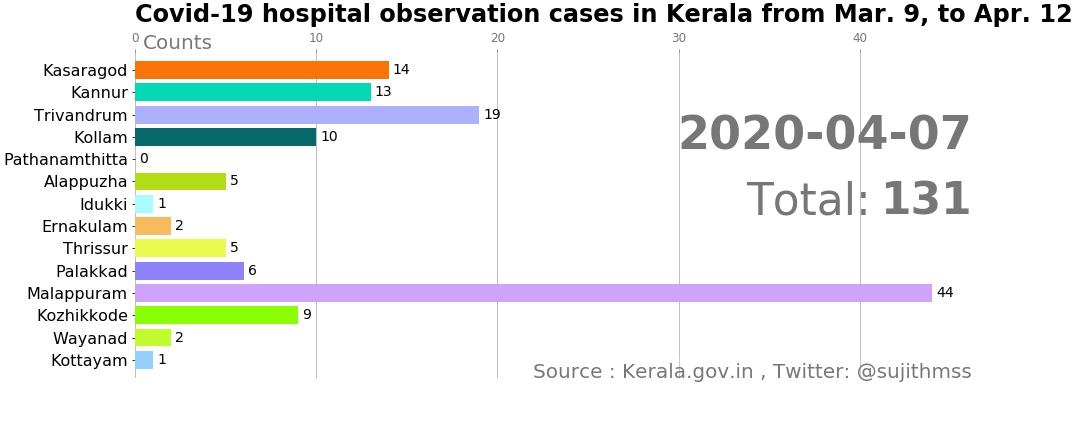 Covid-19 hospital observation cases in Kerala from Mar. 9, to Apr. 12
0 10 20 30 40
Counts
Kasaragod 14
Kannur 13
Trivandrum 19
Kollam 10
Pathanamthitta 0
Alappuzha 5
Idukki 1
Ernakulam 2
Thrissur 5
Palakkad 6
Malappuram 44
Kozhikkode 9
Wayanad 2
Kottayam 1
2020-04-07
Total: 131
Source : Kerala.gov.in , Twitter: @sujithmss